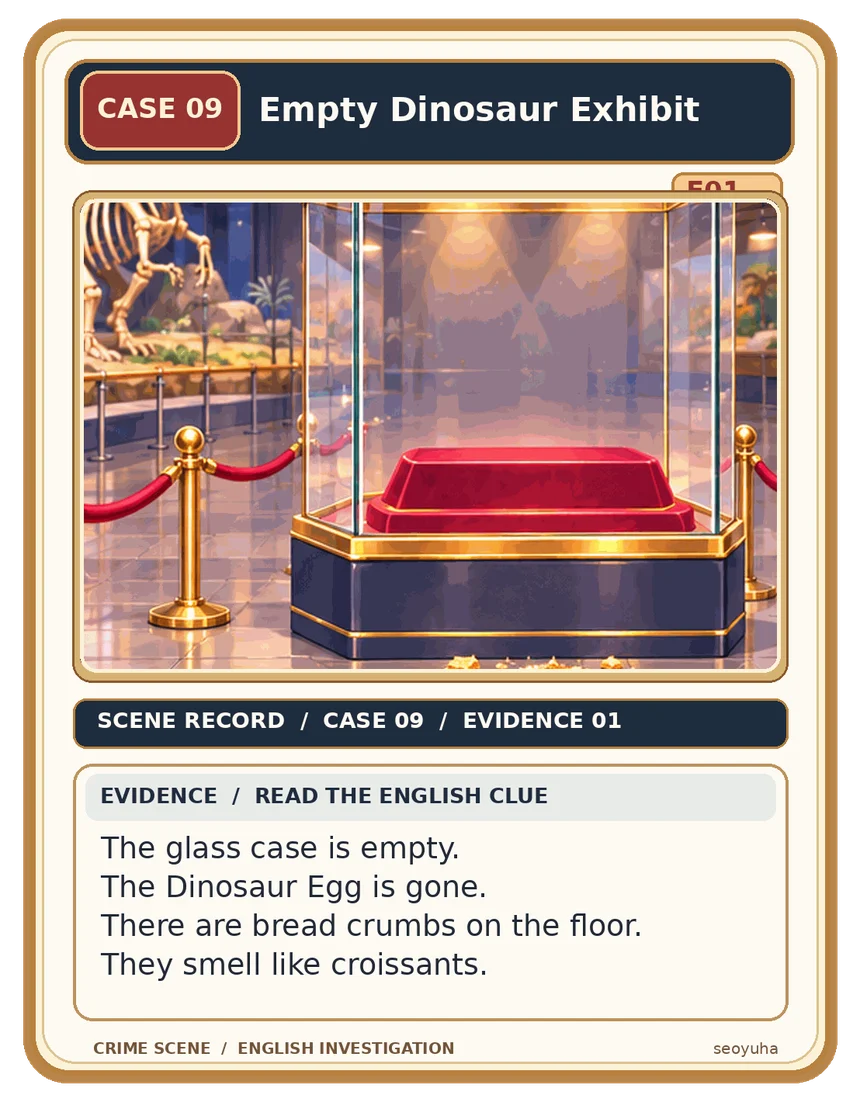 CASE 09
Empty Dinosaur Exhibit
E01
SCENE RECORD / CASE 09 / EVIDENCE 01
EVIDENCE / READ THE ENGLISH CLUE
The glass case is empty.
The Dinosaur Egg is gone.
There are bread crumbs on the floor.
They smell like croissants.
CRIME SCENE / ENGLISH INVESTIGATION
seoyuha